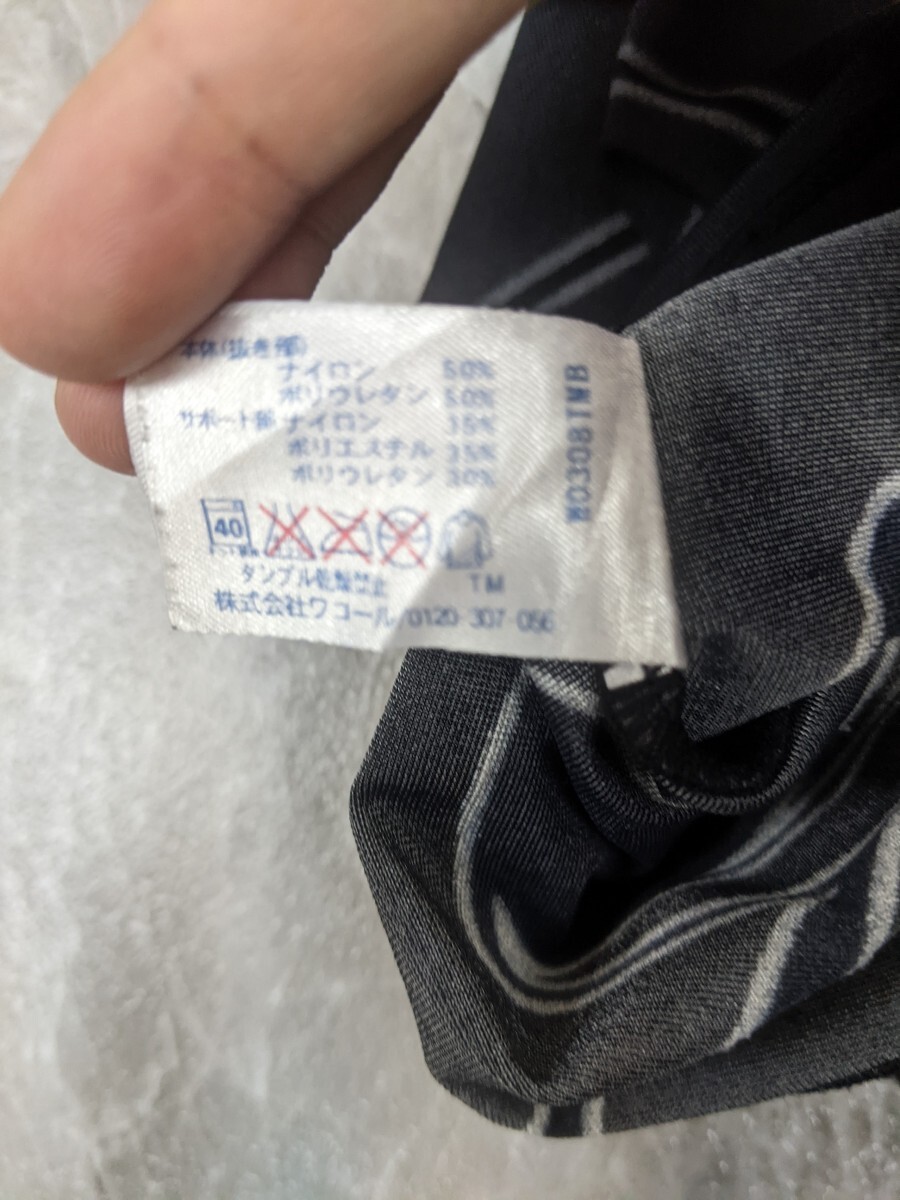 本体(抜き部)
ナイロン 50%
ポリウレタン 50%
サポート部 ナイロン 35%
ポリエステル 35%
ポリウレタン 30%
40
タンブル乾燥禁止 TM
株式会社ワコール/0120-307-056